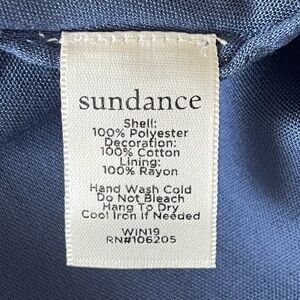 sundance
Shell:
100% Polyester
Decoration:
100% Cotton
Lining:
100% Rayon
Hand Wash Cold
Do Not Bleach
Hang To Dry
Cool Iron If Needed
WIN19
RN#106205